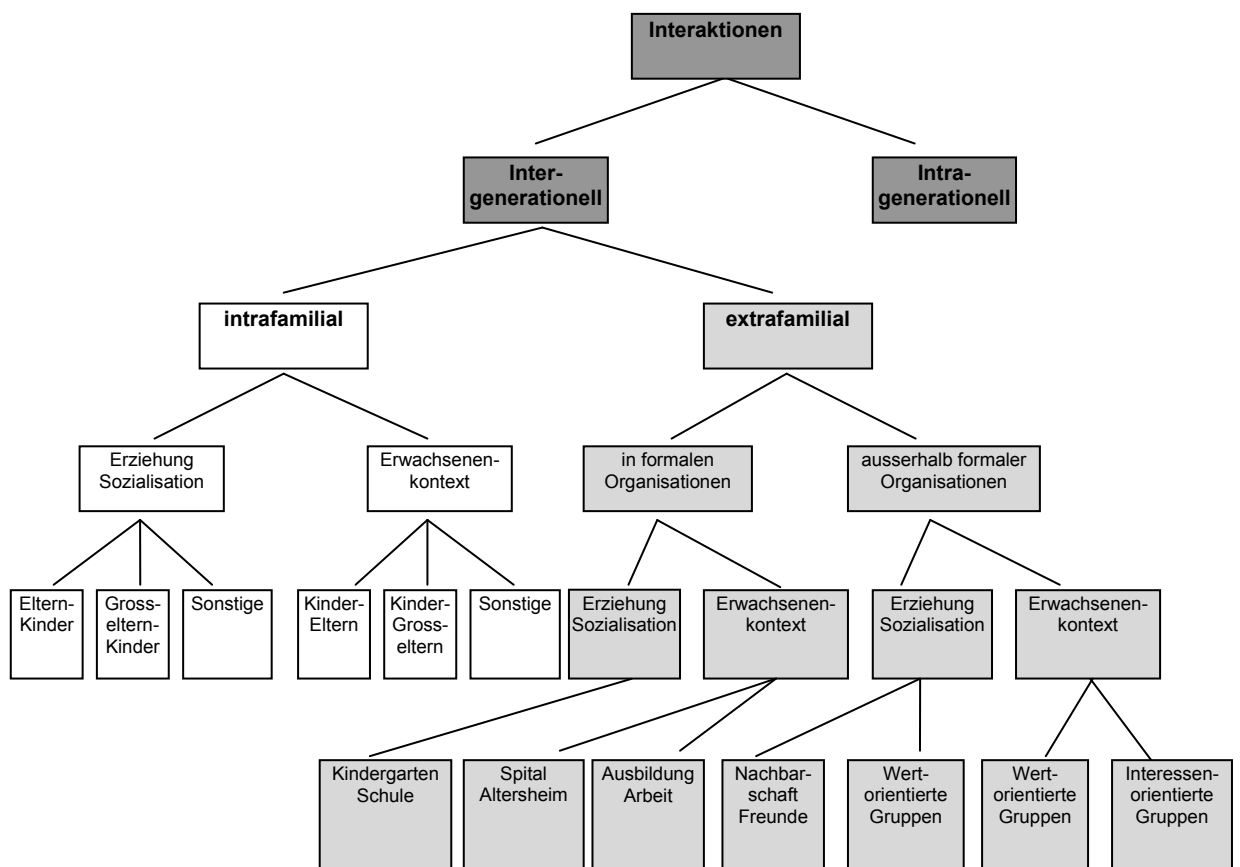 Interaktionen
Inter-
generationell
Intra-
generationell
intrafamilial
extrafamilial
Erziehung
Sozialisation
Erwachsenen-
kontext
in formalen
Organisationen
ausserhalb formaler
Organisationen
Eltern-
Kinder
Gross-
eltern-
Kinder
Sonstige
Kinder-
Eltern
Kinder-
Gross-
eltern
Sonstige
Erziehung
Sozialisation
Erwachsenen-
kontext
Erziehung
Sozialisation
Erwachsenen-
kontext
Kindergarten
Schule
Spital
Altersheim
Ausbildung
Arbeit
Nachbar-
schaft
Freunde
Wert-
orientierte
Gruppen
Wert-
orientierte
Gruppen
Interessen-
orientierte
Gruppen